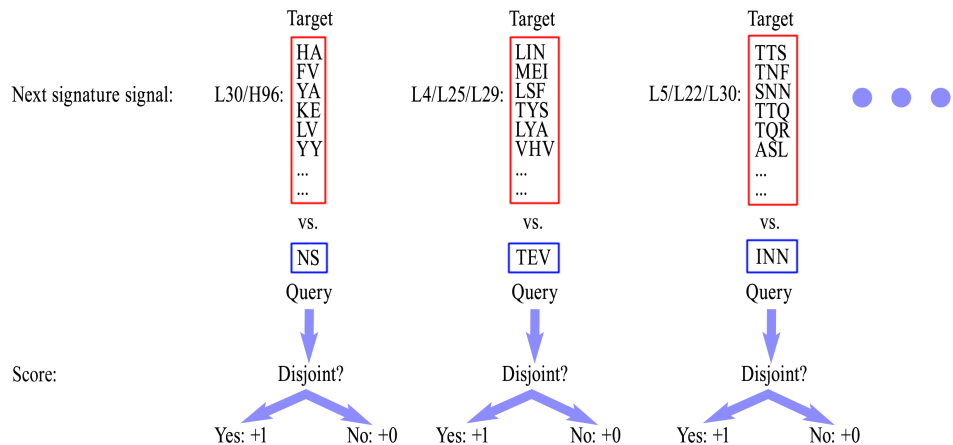 Target Target Target
Next signature signal:
L30/H96:
HA
FV
YA
KE
LV
YY
...
...
L4/L25/L29:
LIN
MEI
LSF
TYS
LYA
VHV
...
...
L5/L22/L30:
TTS
TNF
SNN
TTQ
TQR
ASL
...
...
vs. vs. vs.
NS TEV INN
Query Query Query
Score: Disjoint? Disjoint? Disjoint?
Yes: +1 No: +0 Yes: +1 No: +0 Yes: +1 No: +0